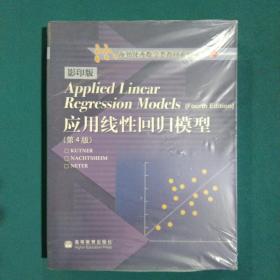 影印版
Applied Linear
Regression Models (Fourth Edition)
应用线性回归模型
(第4版)
KUTNER
NACHTSHEIM
NETER
高等教育出版社
Higher Education Press